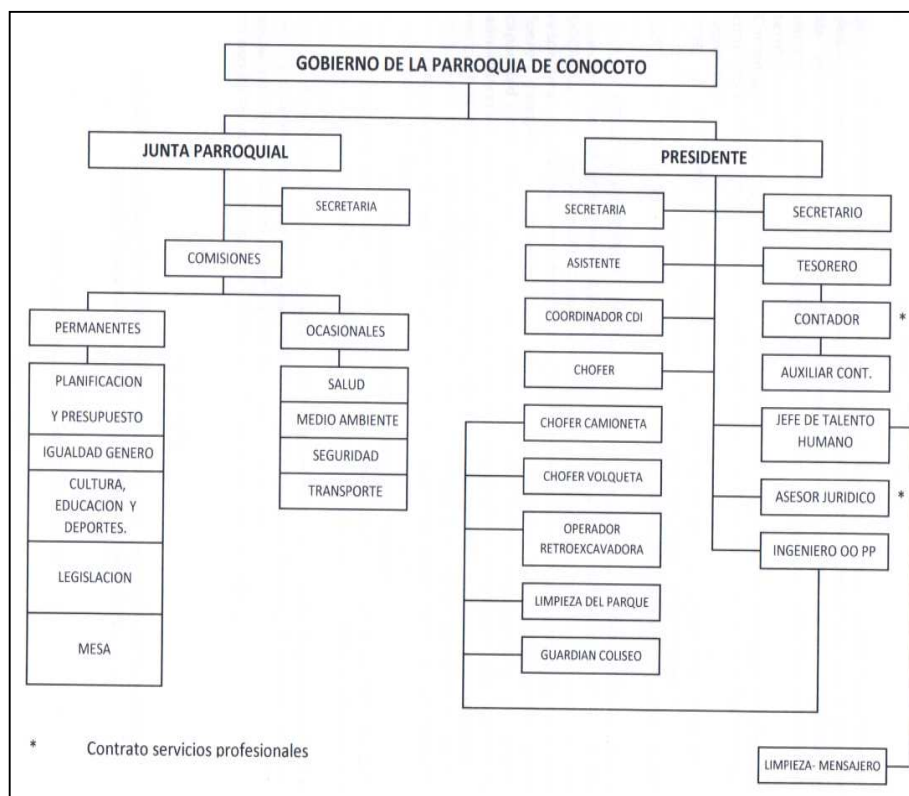 GOBIERNO DE LA PARROQUIA DE CONOCOTO
JUNTA PARROQUIAL
SECRETARIA
COMISIONES
PERMANENTES
PLANIFICACION
Y PRESUPUESTO
IGUALDAD GENERO
CULTURA,
EDUCACION Y
DEPORTES.
LEGISLACION
MESA
OCASIONALES
SALUD
MEDIO AMBIENTE
SEGURIDAD
TRANSPORTE
PRESIDENTE
SECRETARIA
ASISTENTE
COORDINADOR CDI
CHOFER
CHOFER CAMIONETA
CHOFER VOLQUETA
OPERADOR
RETROEXCAVADORA
LIMPIEZA DEL PARQUE
GUARDIAN COLISEO
SECRETARIO
TESORERO
CONTADOR *
AUXILIAR CONT.
JEFE DE TALENTO
HUMANO
ASESOR JURIDICO *
INGENIERO OO PP
LIMPIEZA- MENSAJERO
* Contrato servicios profesionales